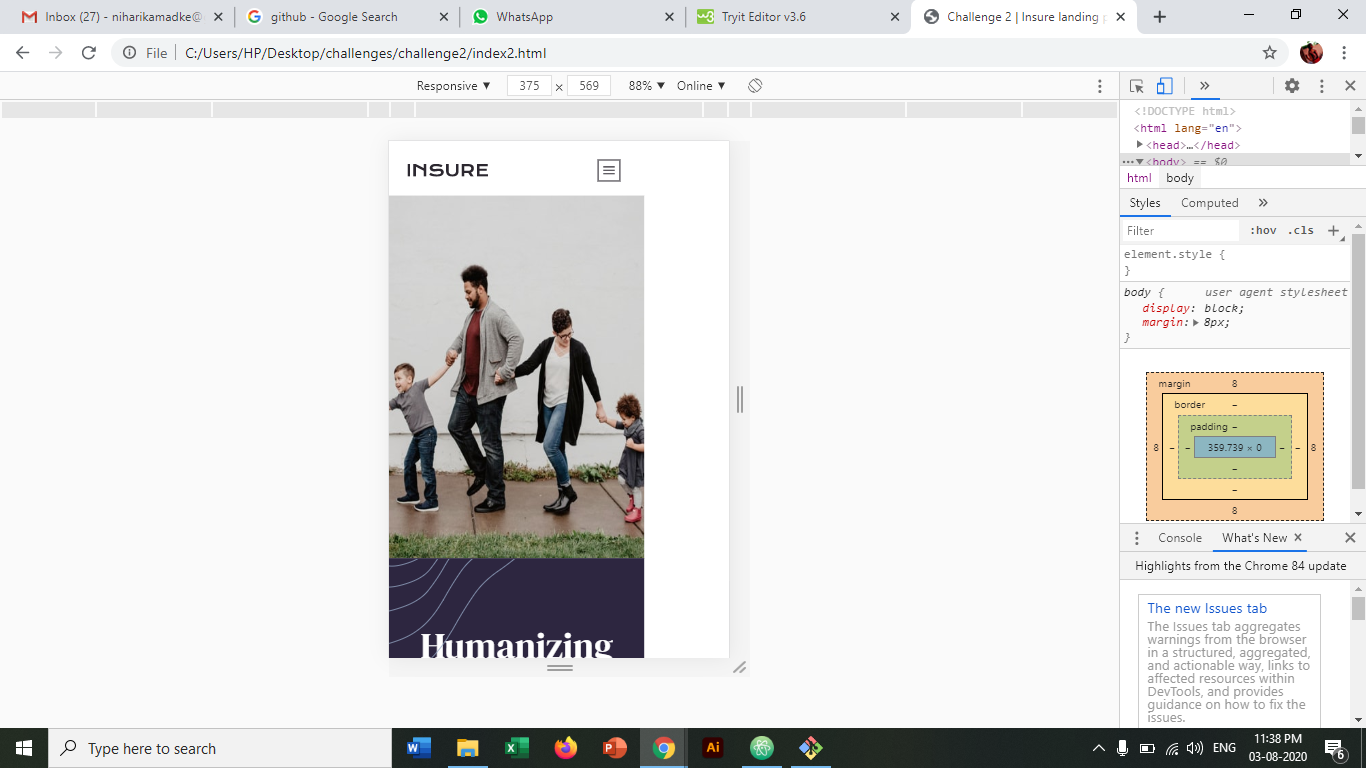 Inbox (27) - niharikamadke@
github - Google Search
WhatsApp
Tryit Editor v3.6
Challenge 2 | Insure landing p
File
C:/Users/HP/Desktop/challenges/challenge2/index2.html
Responsive ▼ 375 × 569 88% ▼ Online ▼
<!DOCTYPE html>
<html lang="en">
▶<head>…</head>
…▼<body> == $0
html body
Styles Computed »
Filter :hov .cls +
element.style {
}
body { user agent stylesheet
display: block;
margin:▶ 8px;
}
margin 8
border –
padding –
8 – – 359.739 × 0 – – 8
–
–
8
Console What's New ×
Highlights from the Chrome 84 update
The new Issues tab
The Issues tab aggregates
warnings from the browser
in a structured, aggregated,
and actionable way, links to
affected resources within
DevTools, and provides
guidance on how to fix the
issues.
INSURE
Humanizing
Type here to search
Ai
ENG
11:38 PM
03-08-2020
6